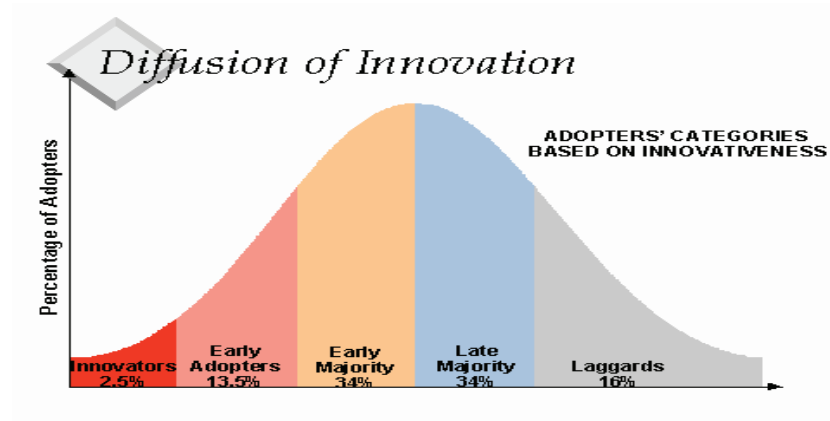 Diffusion of Innovation
ADOPTERS' CATEGORIES
BASED ON INNOVATIVENESS
Percentage of Adopters
Innovators
2.5%
Early
Adopters
13.5%
Early
Majority
34%
Late
Majority
34%
Laggards
16%